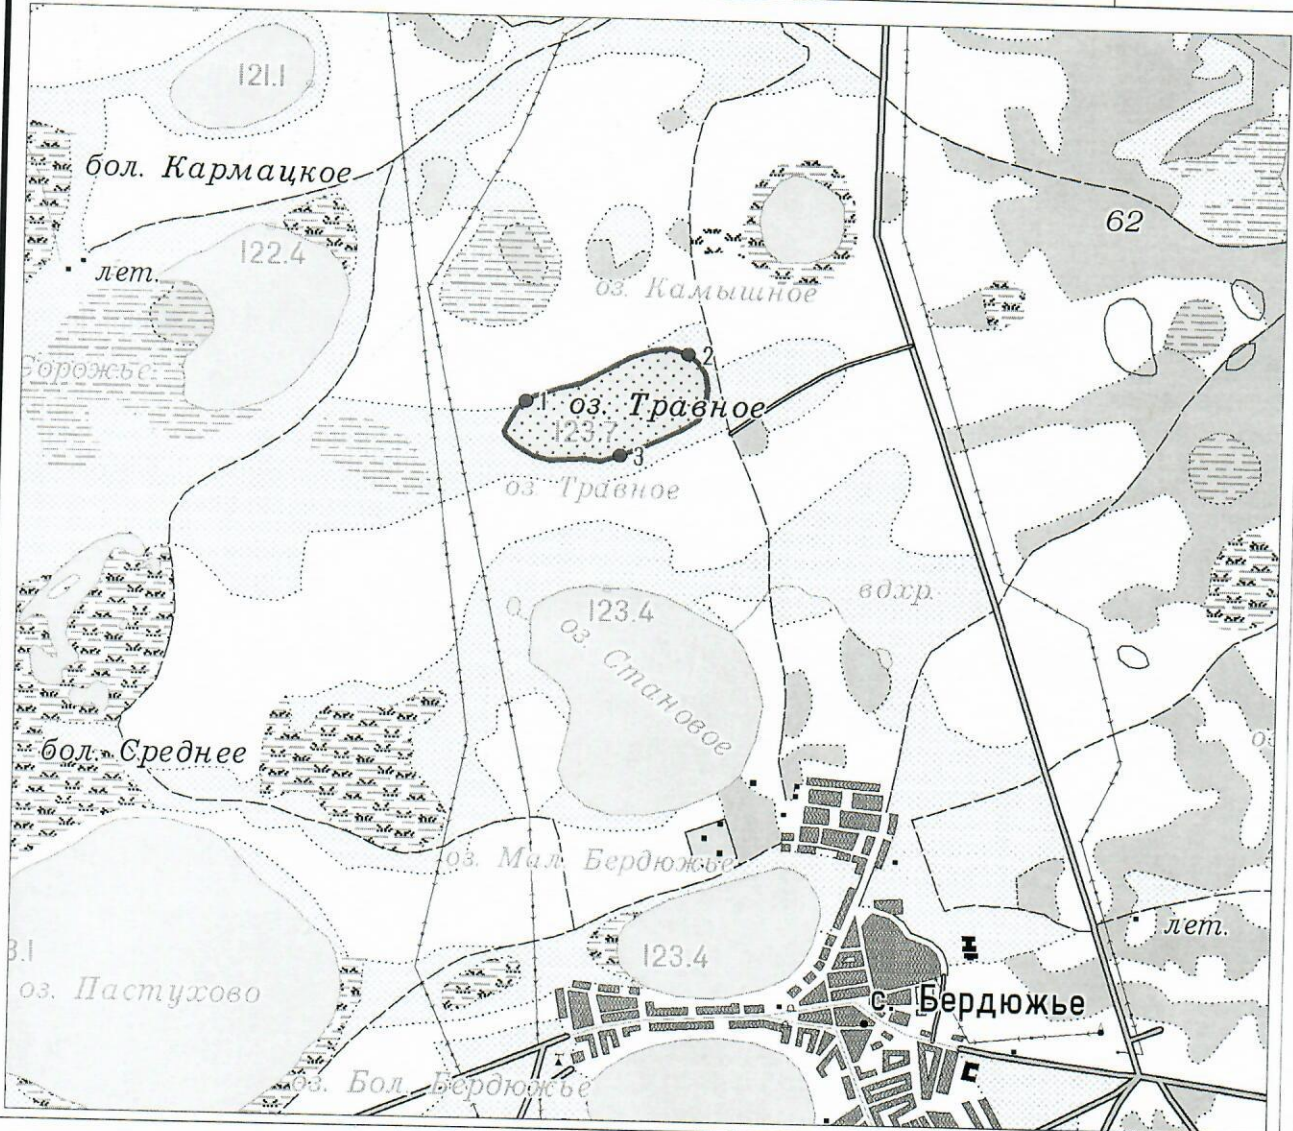 121.1
бол. Кармацкое
62
122.4
лет.
оз. Камышное
2
1
оз. Травное
123.7
3
оз. Травное
вдхр.
123.4
оз. Становое
бол. Среднее
оз. Мал. Бердюжье
лет.
123.4
оз. Пастухово
с. Бердюжье
оз. Бол. Бердюжье